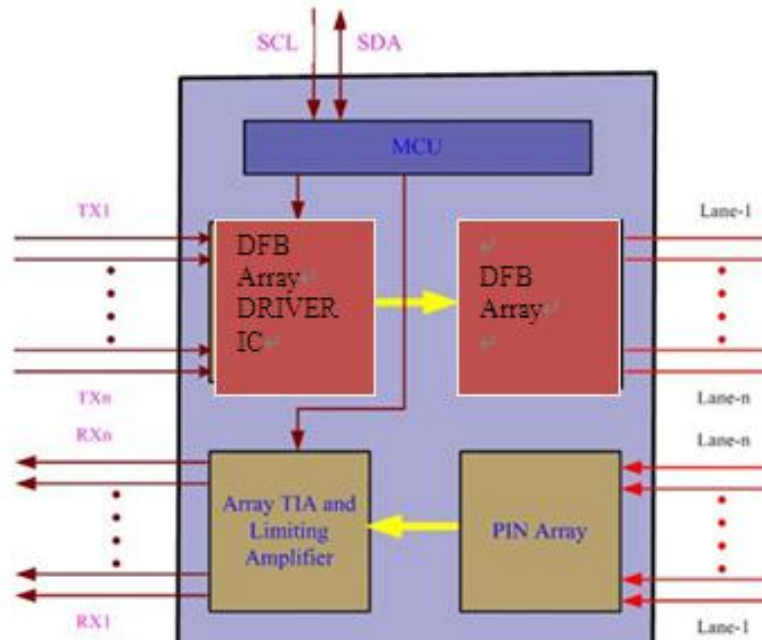 SCL
SDA
MCU
TX1
Lane-1
DFB
Array↵
DRIVER
IC↵
↵
DFB
Array↵
↵
TXn
Lane-n
RXn
Lane-n
Array TIA and
Limiting
Amplifier
PIN Array
RX1
Lane-1